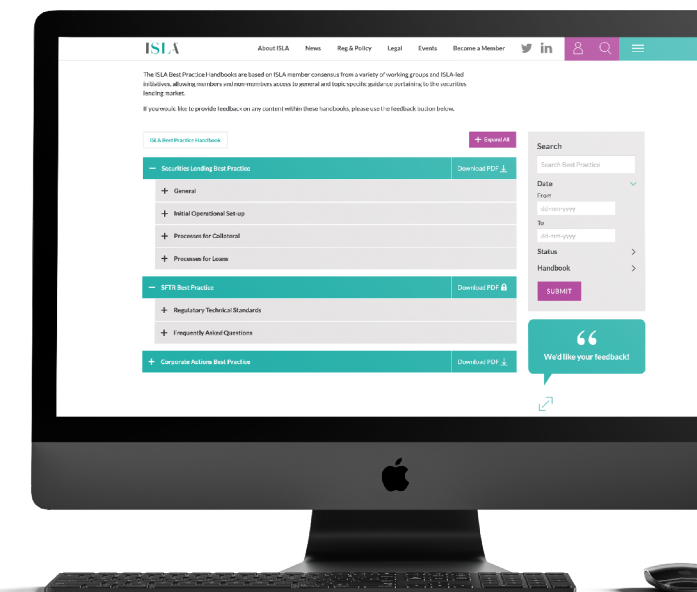 ISLA
About ISLA News Reg & Policy Legal Events Become a Member
The ISLA Best Practice Handbooks are based on ISLA member consensus from a variety of working groups and ISLA-led
initiatives, allowing members and non-members access to general and topic specific guidance pertaining to the securities
lending market.
If you would like to provide feedback on any content within these handbooks, please use the feedback button below.
ISLA Best Practice Handbook
+ Expand All
− Securities Lending Best Practice Download PDF
+ General
+ Initial Operational Set-up
+ Processes for Collateral
+ Processes for Loans
− SFTR Best Practice Download PDF
+ Regulatory Technical Standards
+ Frequently Asked Questions
+ Corporate Actions Best Practice Download PDF
Search
Search Best Practice
Date
From
dd-mm-yyyy
To
dd-mm-yyyy
Status
Handbook
SUBMIT
“
We'd like your feedback!